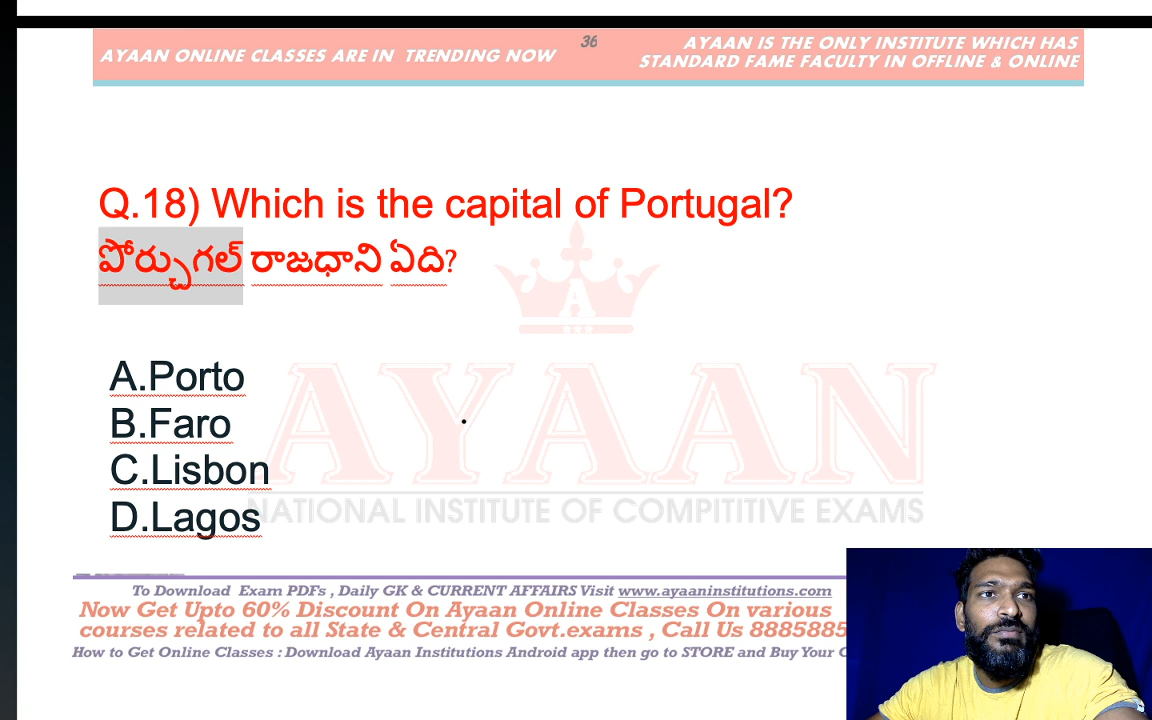 AYAAN ONLINE CLASSES ARE IN TRENDING NOW
36
AYAAN IS THE ONLY INSTITUTE WHICH HAS
STANDARD FAME FACULTY IN OFFLINE & ONLINE
Q.18) Which is the capital of Portugal?
పోర్చుగల్ రాజధాని ఏది?
A.Porto
B.Faro
C.Lisbon
D.Lagos
A
AYAAN
NATIONAL INSTITUTE OF COMPITITIVE EXAMS
To Download Exam PDFs , Daily GK & CURRENT AFFAIRS Visit www.ayaaninstitutions.com
Now Get Upto 60% Discount On Ayaan Online Classes On various
courses related to all State & Central Govt.exams , Call Us 8885885
How to Get Online Classes : Download Ayaan Institutions Android app then go to STORE and Buy Your